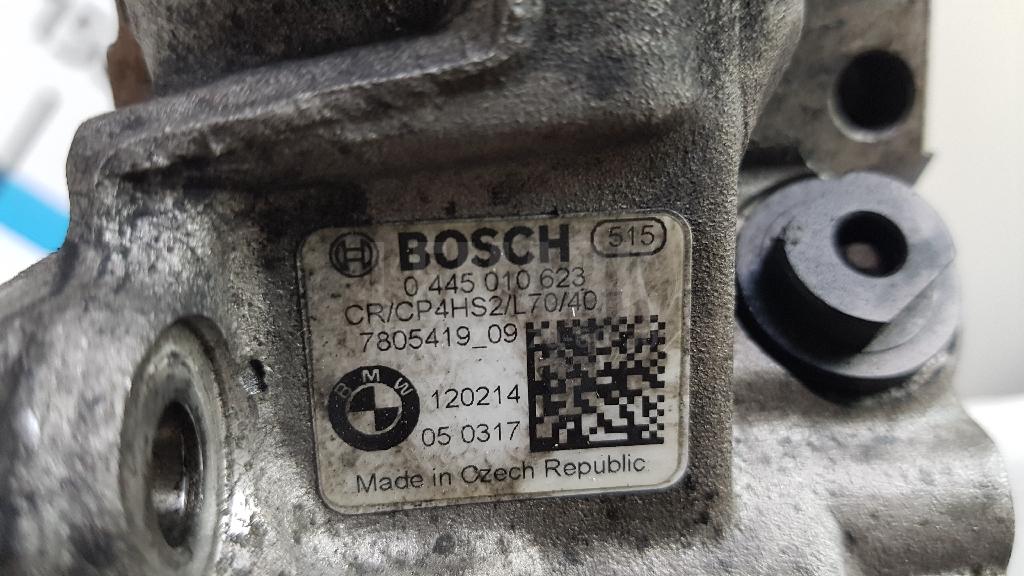 BOSCH 515
0 445 010 623
CR/CP4HS2/L70/40
7805419_09
BMW
120214
05 0317
Made in Czech Republic